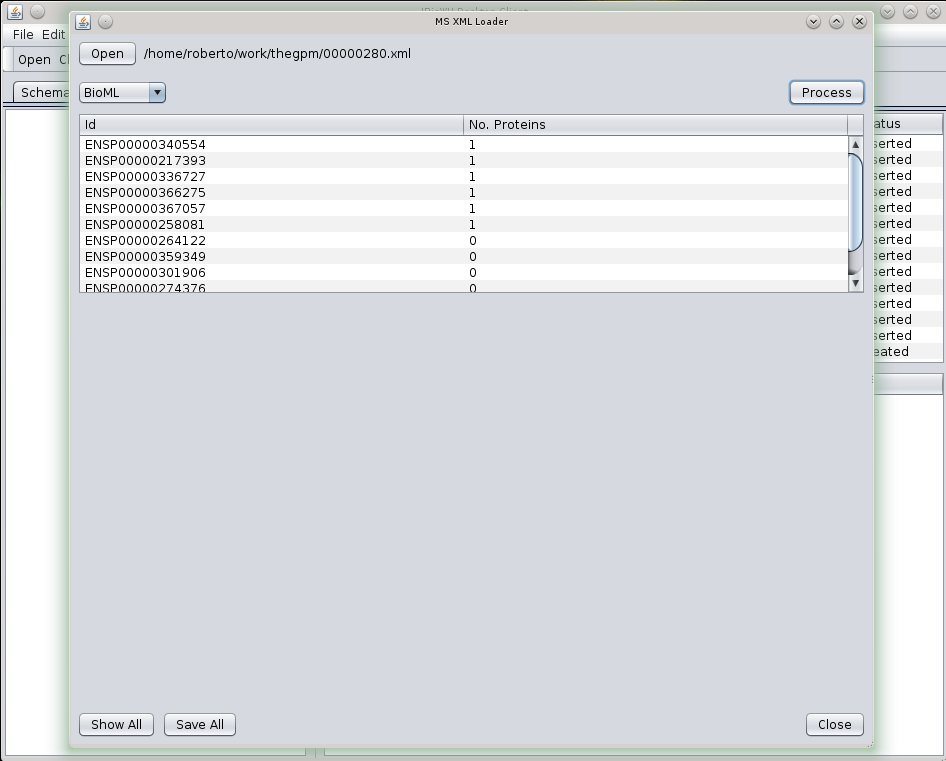 MS XML Loader
File Edit
Open /home/roberto/work/thegpm/00000280.xml
Open
Schema
BioML Process
Id No. Proteins
atus
ENSP00000340554 1 serted
ENSP00000217393 1 serted
ENSP00000336727 1 serted
ENSP00000366275 1 serted
ENSP00000367057 1 serted
ENSP00000258081 1 serted
ENSP00000264122 0 serted
ENSP00000359349 0 serted
ENSP00000301906 0 serted
ENSP00000274376 0 serted
serted
serted
serted
eated
Show All Save All Close